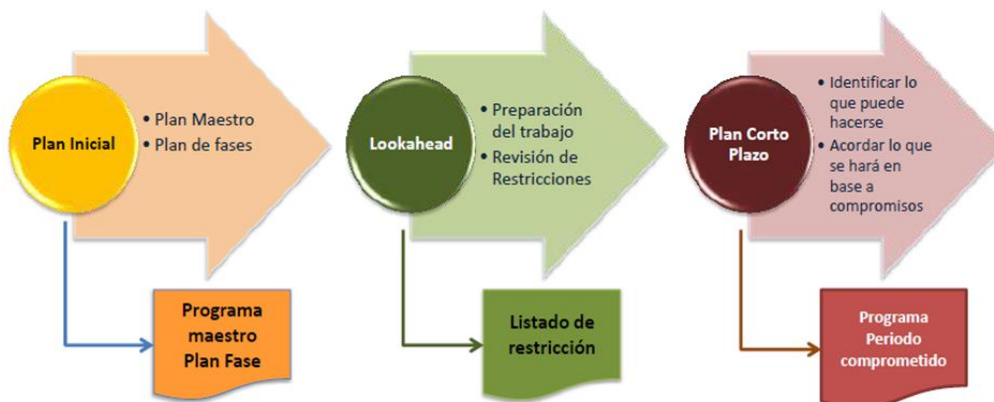 Plan Inicial
• Plan Maestro
• Plan de fases
Programa
maestro
Plan Fase
Lookahead
• Preparación
del trabajo
• Revisión de
Restricciones
Listado de
restricción
Plan Corto
Plazo
• Identificar lo
que puede
hacerse
• Acordar lo que
se hará en
base a
compromisos
Programa
Periodo
comprometido